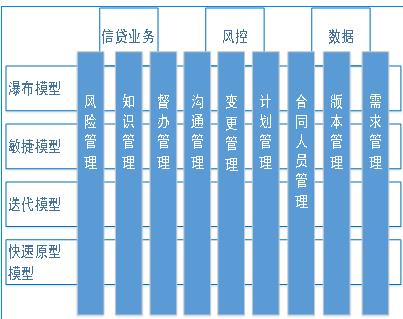 信贷业务
风控
数据
瀑布模型
敏捷模型
迭代模型
快速原型
模型
风险管理
知识管理
督办管理
沟通管理
变更管理
计划管理
合同人员管理
版本管理
需求管理